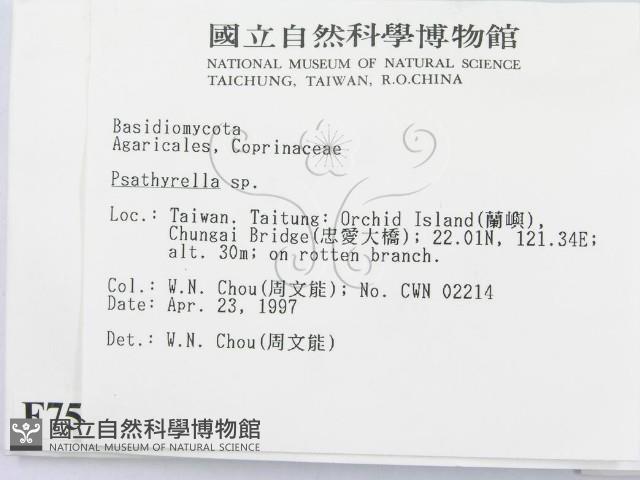 國立自然科學博物館
NATIONAL MUSEUM OF NATURAL SCIENCE
TAICHUNG, TAIWAN, R.O.CHINA
Basidiomycota
Agaricales, Coprinaceae
Psathyrella sp.
Loc.: Taiwan. Taitung: Orchid Island(蘭嶼),
Chungai Bridge(忠愛大橋); 22.01N, 121.34E;
alt. 30m; on rotten branch.
Col.: W.N. Chou(周文能); No. CWN 02214
Date: Apr. 23, 1997
Det.: W.N. Chou(周文能)
國立自然科學博物館
NATIONAL MUSEUM OF NATURAL SCIENCE